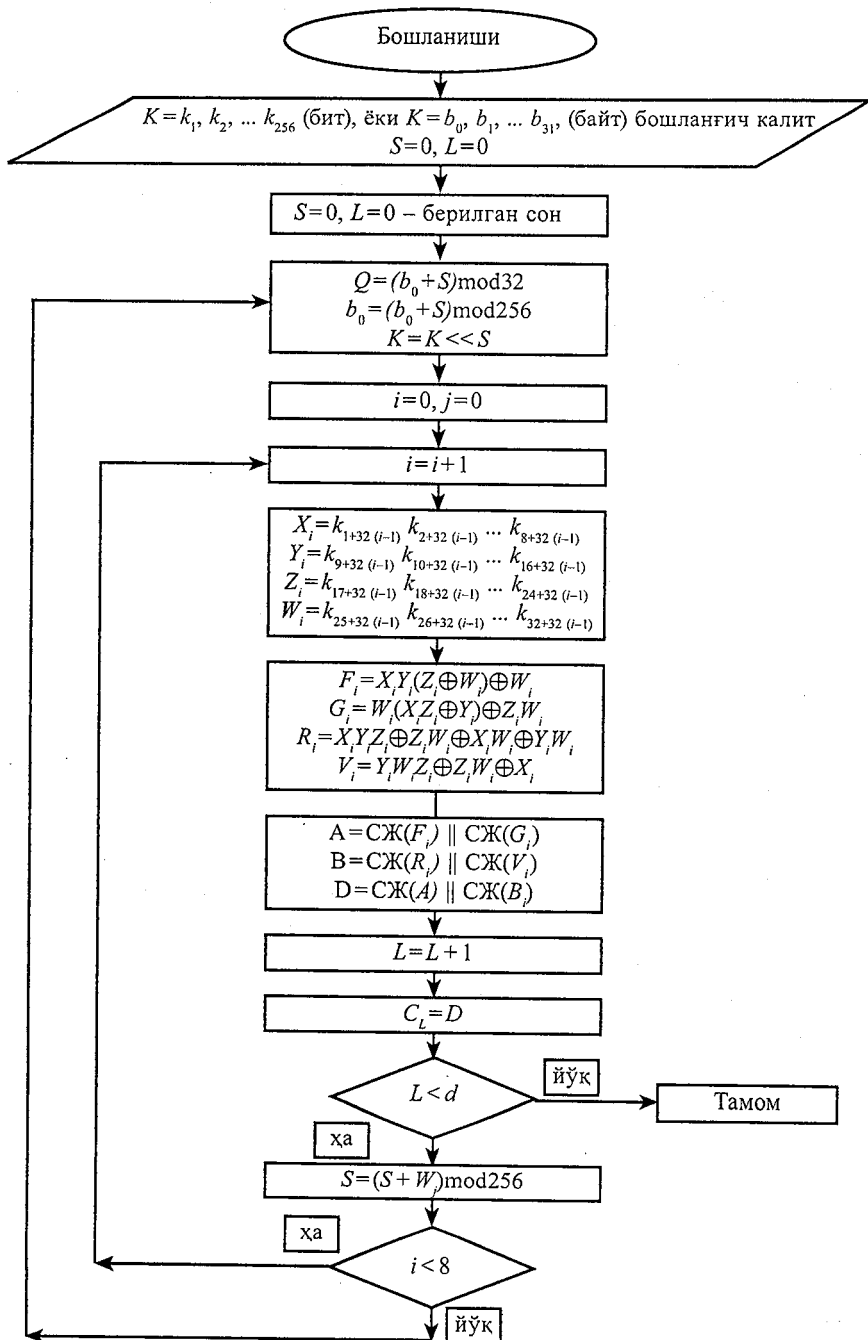 Бошланиши
K=k₁, k₂, ... k₂₅₆ (бит), ёки K=b₀, b₁, ... b₃₁, (байт) бошланғич калит
S=0, L=0
S=0, L=0 – берилган сон
Q=(b₀+S)mod32
b₀=(b₀+S)mod256
K=K<<S
i=0, j=0
i=i+1
Xᵢ=k₁₊₃₂ ₍ᵢ₋₁₎ k₂₊₃₂ ₍ᵢ₋₁₎ ... k₈₊₃₂ ₍ᵢ₋₁₎
Yᵢ=k₉₊₃₂ ₍ᵢ₋₁₎ k₁₀₊₃₂ ₍ᵢ₋₁₎ ... k₁₆₊₃₂ ₍ᵢ₋₁₎
Zᵢ=k₁₇₊₃₂ ₍ᵢ₋₁₎ k₁₈₊₃₂ ₍ᵢ₋₁₎ ... k₂₄₊₃₂ ₍ᵢ₋₁₎
Wᵢ=k₂₅₊₃₂ ₍ᵢ₋₁₎ k₂₆₊₃₂ ₍ᵢ₋₁₎ ... k₃₂₊₃₂ ₍ᵢ₋₁₎
Fᵢ=XᵢYᵢ(Zᵢ⊕Wᵢ)⊕Wᵢ
Gᵢ=Wᵢ(XᵢZᵢ⊕Yᵢ)⊕ZᵢWᵢ
Rᵢ=XᵢYᵢZᵢ⊕ZᵢWᵢ⊕XᵢWᵢ⊕YᵢWᵢ
Vᵢ=YᵢWᵢZᵢ⊕ZᵢWᵢ⊕Xᵢ
A=СЖ(Fᵢ) || СЖ(Gᵢ)
B=СЖ(Rᵢ) || СЖ(Vᵢ)
D=СЖ(A) || СЖ(Bᵢ)
L=L+1
C_L=D
L<d
йўқ
Тамом
ҳа
S=(S+Wᵢ)mod256
ҳа
i<8
йўқ